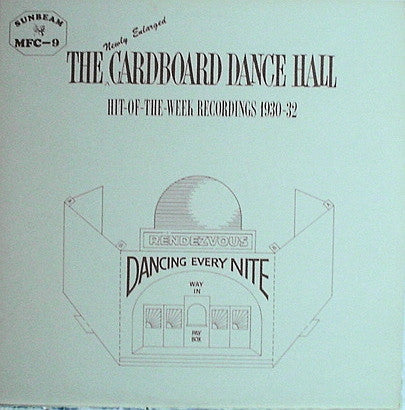 SUNBEAM
MFC-9
Newly Enlarged
THE CARDBOARD DANCE HALL
HIT-OF-THE-WEEK RECORDINGS 1930-32
RENDEZVOUS
DANCING EVERY NITE
WAY
IN
PAY
BOX